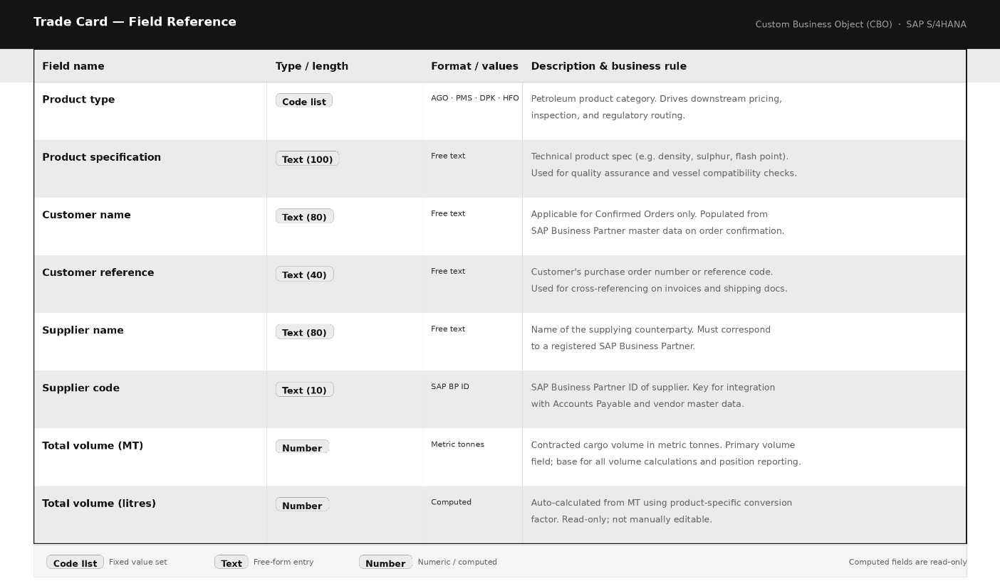 Trade Card — Field Reference
Custom Business Object (CBO) · SAP S/4HANA
Field name
Type / length
Format / values
Description & business rule
Product type
Code list
AGO · PMS · DPK · HFO
Petroleum product category. Drives downstream pricing,
inspection, and regulatory routing.
Product specification
Text (100)
Free text
Technical product spec (e.g. density, sulphur, flash point).
Used for quality assurance and vessel compatibility checks.
Customer name
Text (80)
Free text
Applicable for Confirmed Orders only. Populated from
SAP Business Partner master data on order confirmation.
Customer reference
Text (40)
Free text
Customer's purchase order number or reference code.
Used for cross-referencing on invoices and shipping docs.
Supplier name
Text (80)
Free text
Name of the supplying counterparty. Must correspond
to a registered SAP Business Partner.
Supplier code
Text (10)
SAP BP ID
SAP Business Partner ID of supplier. Key for integration
with Accounts Payable and vendor master data.
Total volume (MT)
Number
Metric tonnes
Contracted cargo volume in metric tonnes. Primary volume
field; base for all volume calculations and position reporting.
Total volume (litres)
Number
Computed
Auto-calculated from MT using product-specific conversion
factor. Read-only; not manually editable.
Code list
Fixed value set
Text
Free-form entry
Number
Numeric / computed
Computed fields are read-only